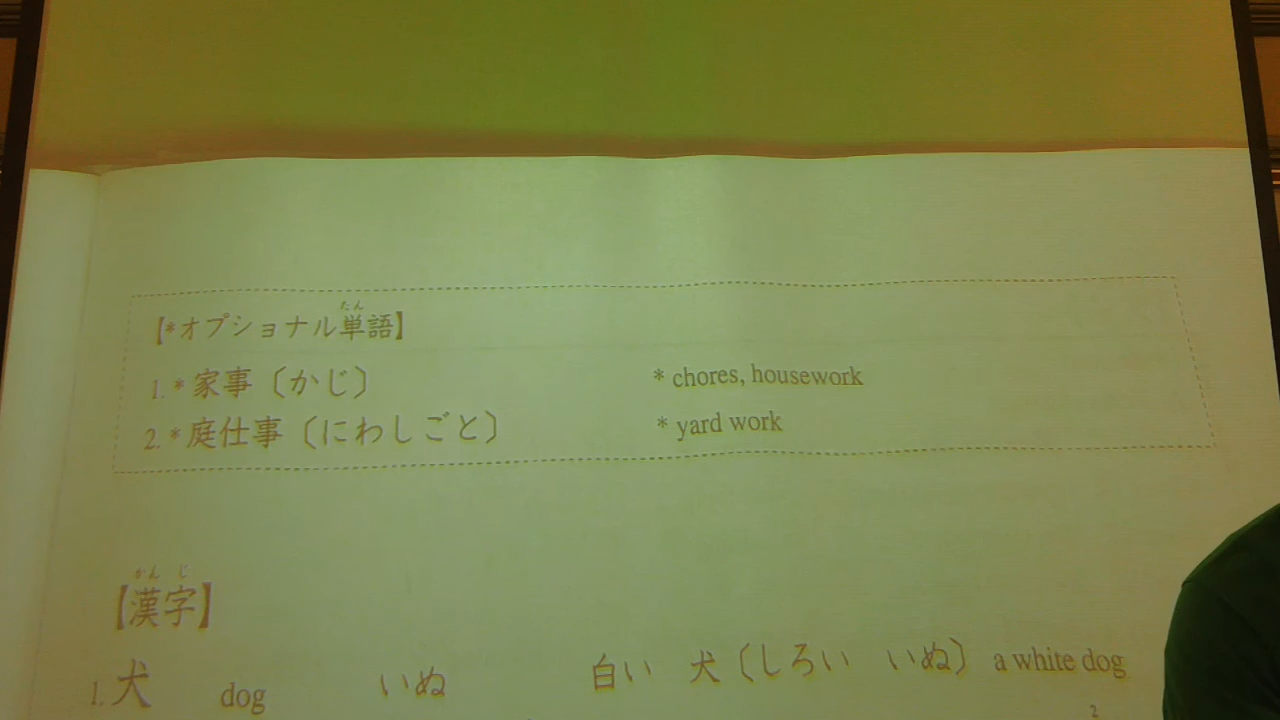 たん
【*オプショナル単語】
1. *家事〔かじ〕 * chores, housework
2. *庭仕事〔にわしごと〕 * yard work
かん じ
【漢字】
1. 犬 dog いぬ 白い 犬〔しろい いぬ〕 a white dog
2